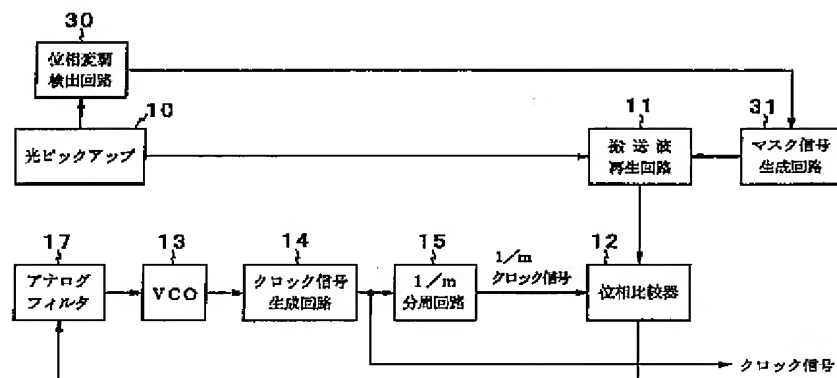 30
位相変調
検出回路
10
光ピックアップ
11
搬送波
再生回路
31
マスク信号
生成回路
17
アナログ
フィルタ
13
VCO
14
クロック信号
生成回路
15
1/m
分周回路
1/m
クロック信号
12
位相比較器
クロック信号